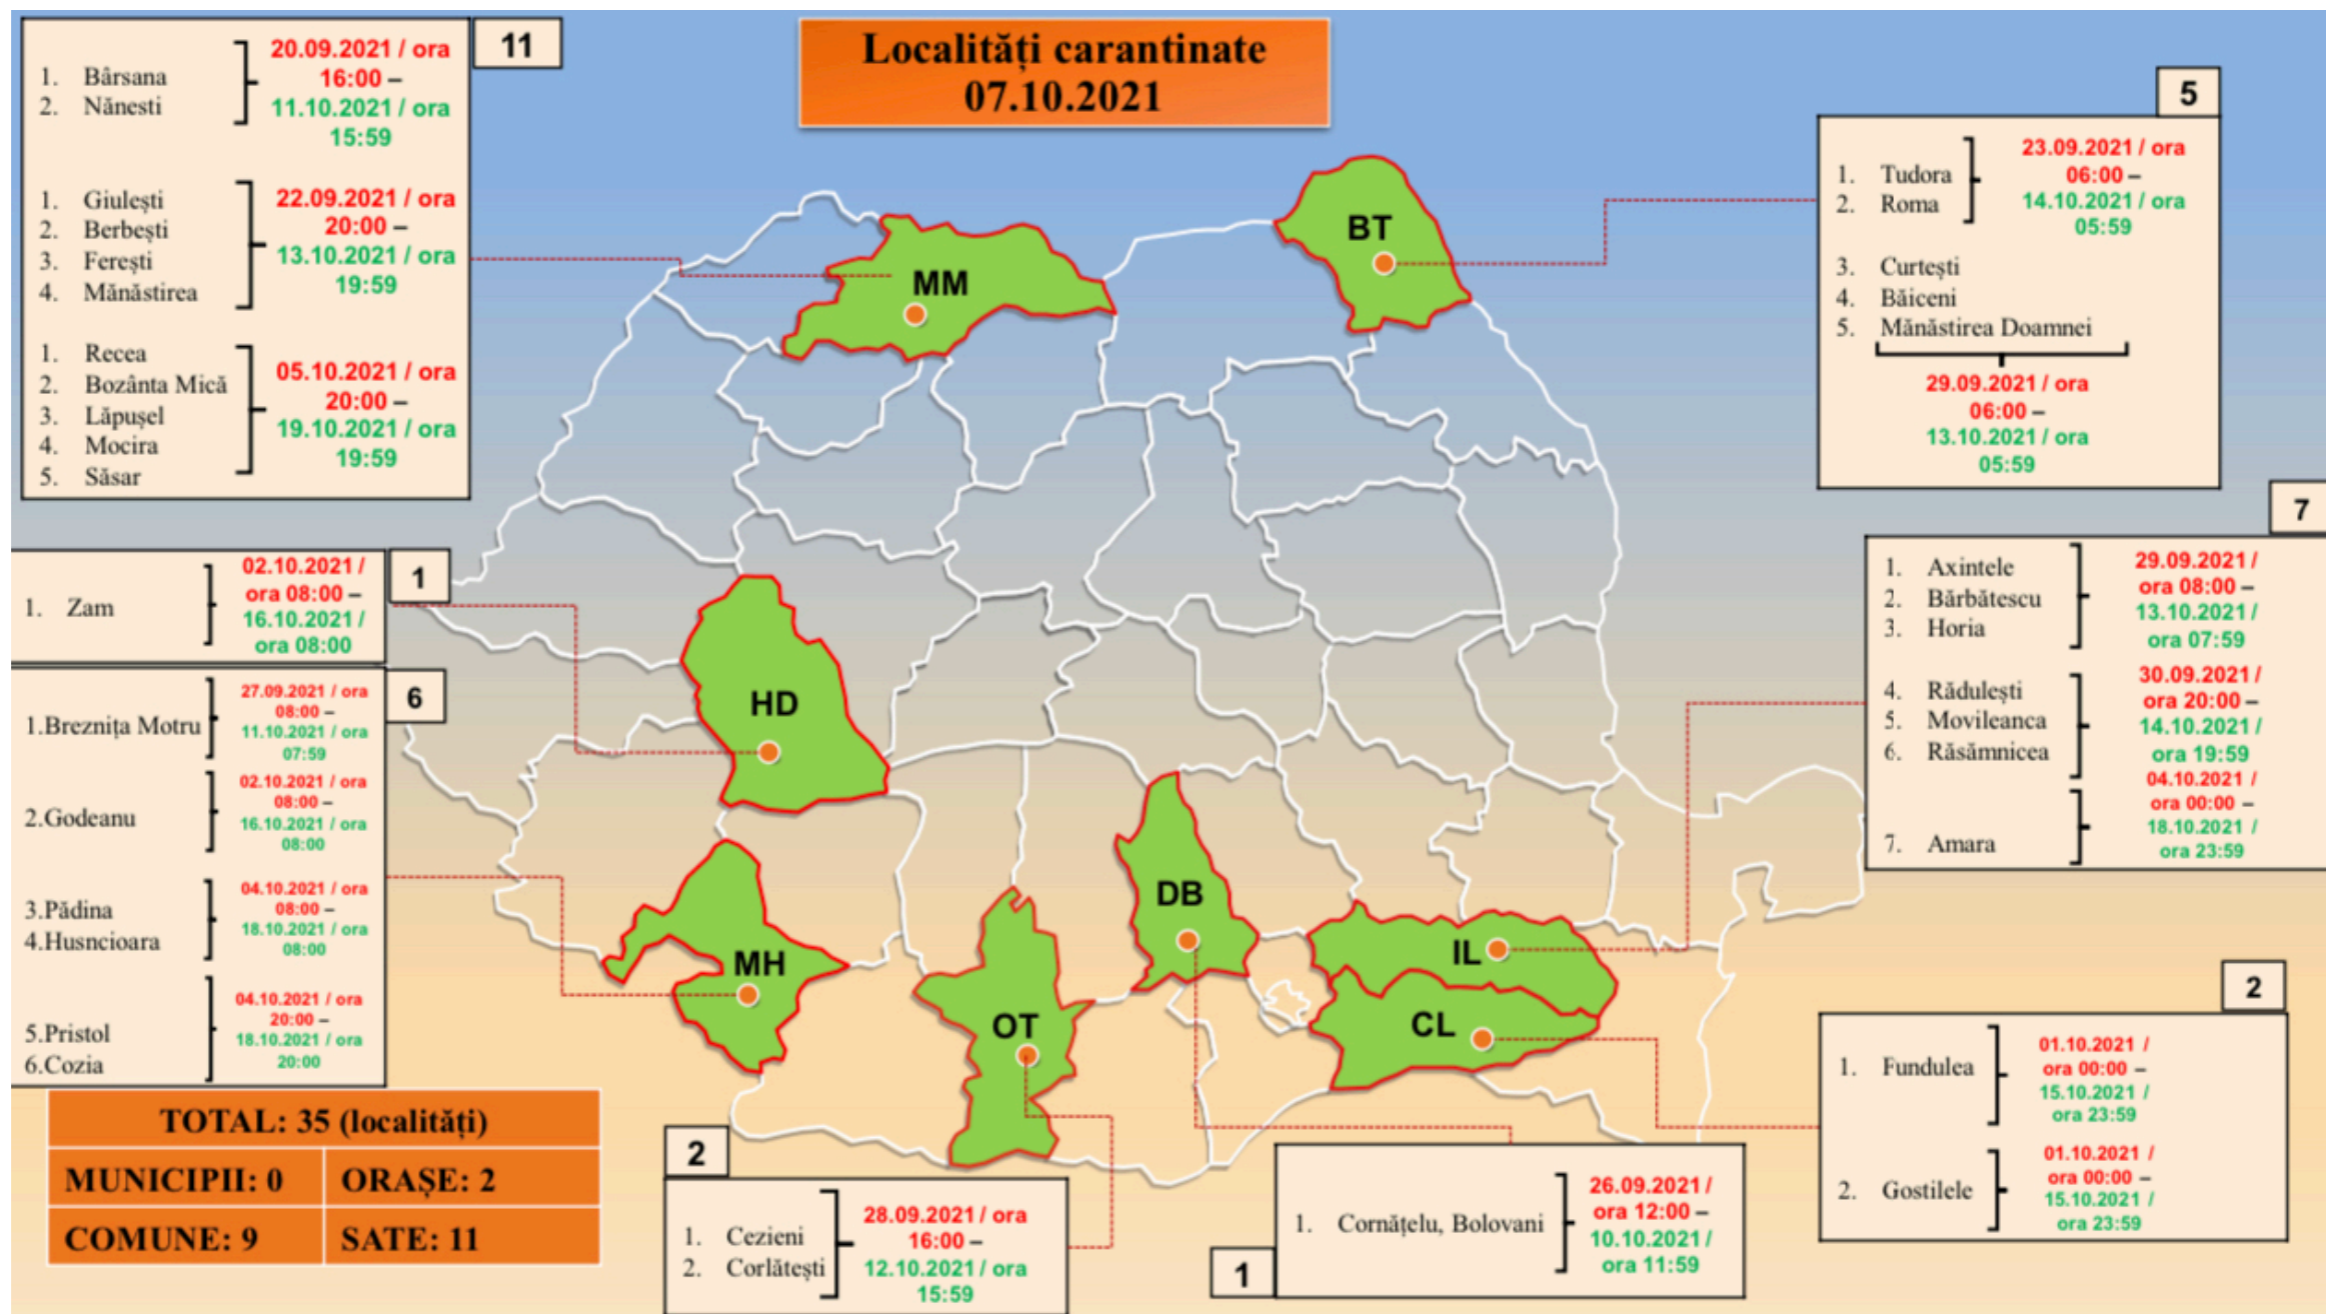 Localități carantinate
07.10.2021
11
1. Bârsana
2. Nănesti
20.09.2021 / ora
16:00 –
11.10.2021 / ora
15:59
1. Giulești
2. Berbești
3. Ferești
4. Mănăstirea
22.09.2021 / ora
20:00 –
13.10.2021 / ora
19:59
1. Recea
2. Bozânta Mică
3. Lăpușel
4. Mocira
5. Săsar
05.10.2021 / ora
20:00 –
19.10.2021 / ora
19:59
5
1. Tudora
2. Roma
23.09.2021 / ora
06:00 –
14.10.2021 / ora
05:59
3. Curtești
4. Băiceni
5. Mănăstirea Doamnei
29.09.2021 / ora
06:00 –
13.10.2021 / ora
05:59
1
1. Zam
02.10.2021 /
ora 08:00 –
16.10.2021 /
ora 08:00
6
1.Breznița Motru
27.09.2021 / ora
08:00 –
11.10.2021 / ora
07:59
2.Godeanu
02.10.2021 / ora
08:00 –
16.10.2021 / ora
08:00
3.Pădina
4.Husncioara
04.10.2021 / ora
08:00 –
18.10.2021 / ora
08:00
5.Pristol
6.Cozia
04.10.2021 / ora
20:00 –
18.10.2021 / ora
20:00
7
1. Axintele
2. Bărbătescu
3. Horia
29.09.2021 /
ora 08:00 –
13.10.2021 /
ora 07:59
4. Rădulești
5. Movileanca
6. Răsămnicea
30.09.2021 /
ora 20:00 –
14.10.2021 /
ora 19:59
7. Amara
04.10.2021 /
ora 00:00 –
18.10.2021 /
ora 23:59
MM
BT
HD
MH
OT
DB
IL
CL
2
1. Fundulea
01.10.2021 /
ora 00:00 –
15.10.2021 /
ora 23:59
2. Gostilele
01.10.2021 /
ora 00:00 –
15.10.2021 /
ora 23:59
TOTAL: 35 (localități)
MUNICIPII: 0
ORAȘE: 2
COMUNE: 9
SATE: 11
2
1. Cezieni
2. Corlătești
28.09.2021 / ora
16:00 –
12.10.2021 / ora
15:59
1
1. Cornățelu, Bolovani
26.09.2021 /
ora 12:00 –
10.10.2021 /
ora 11:59